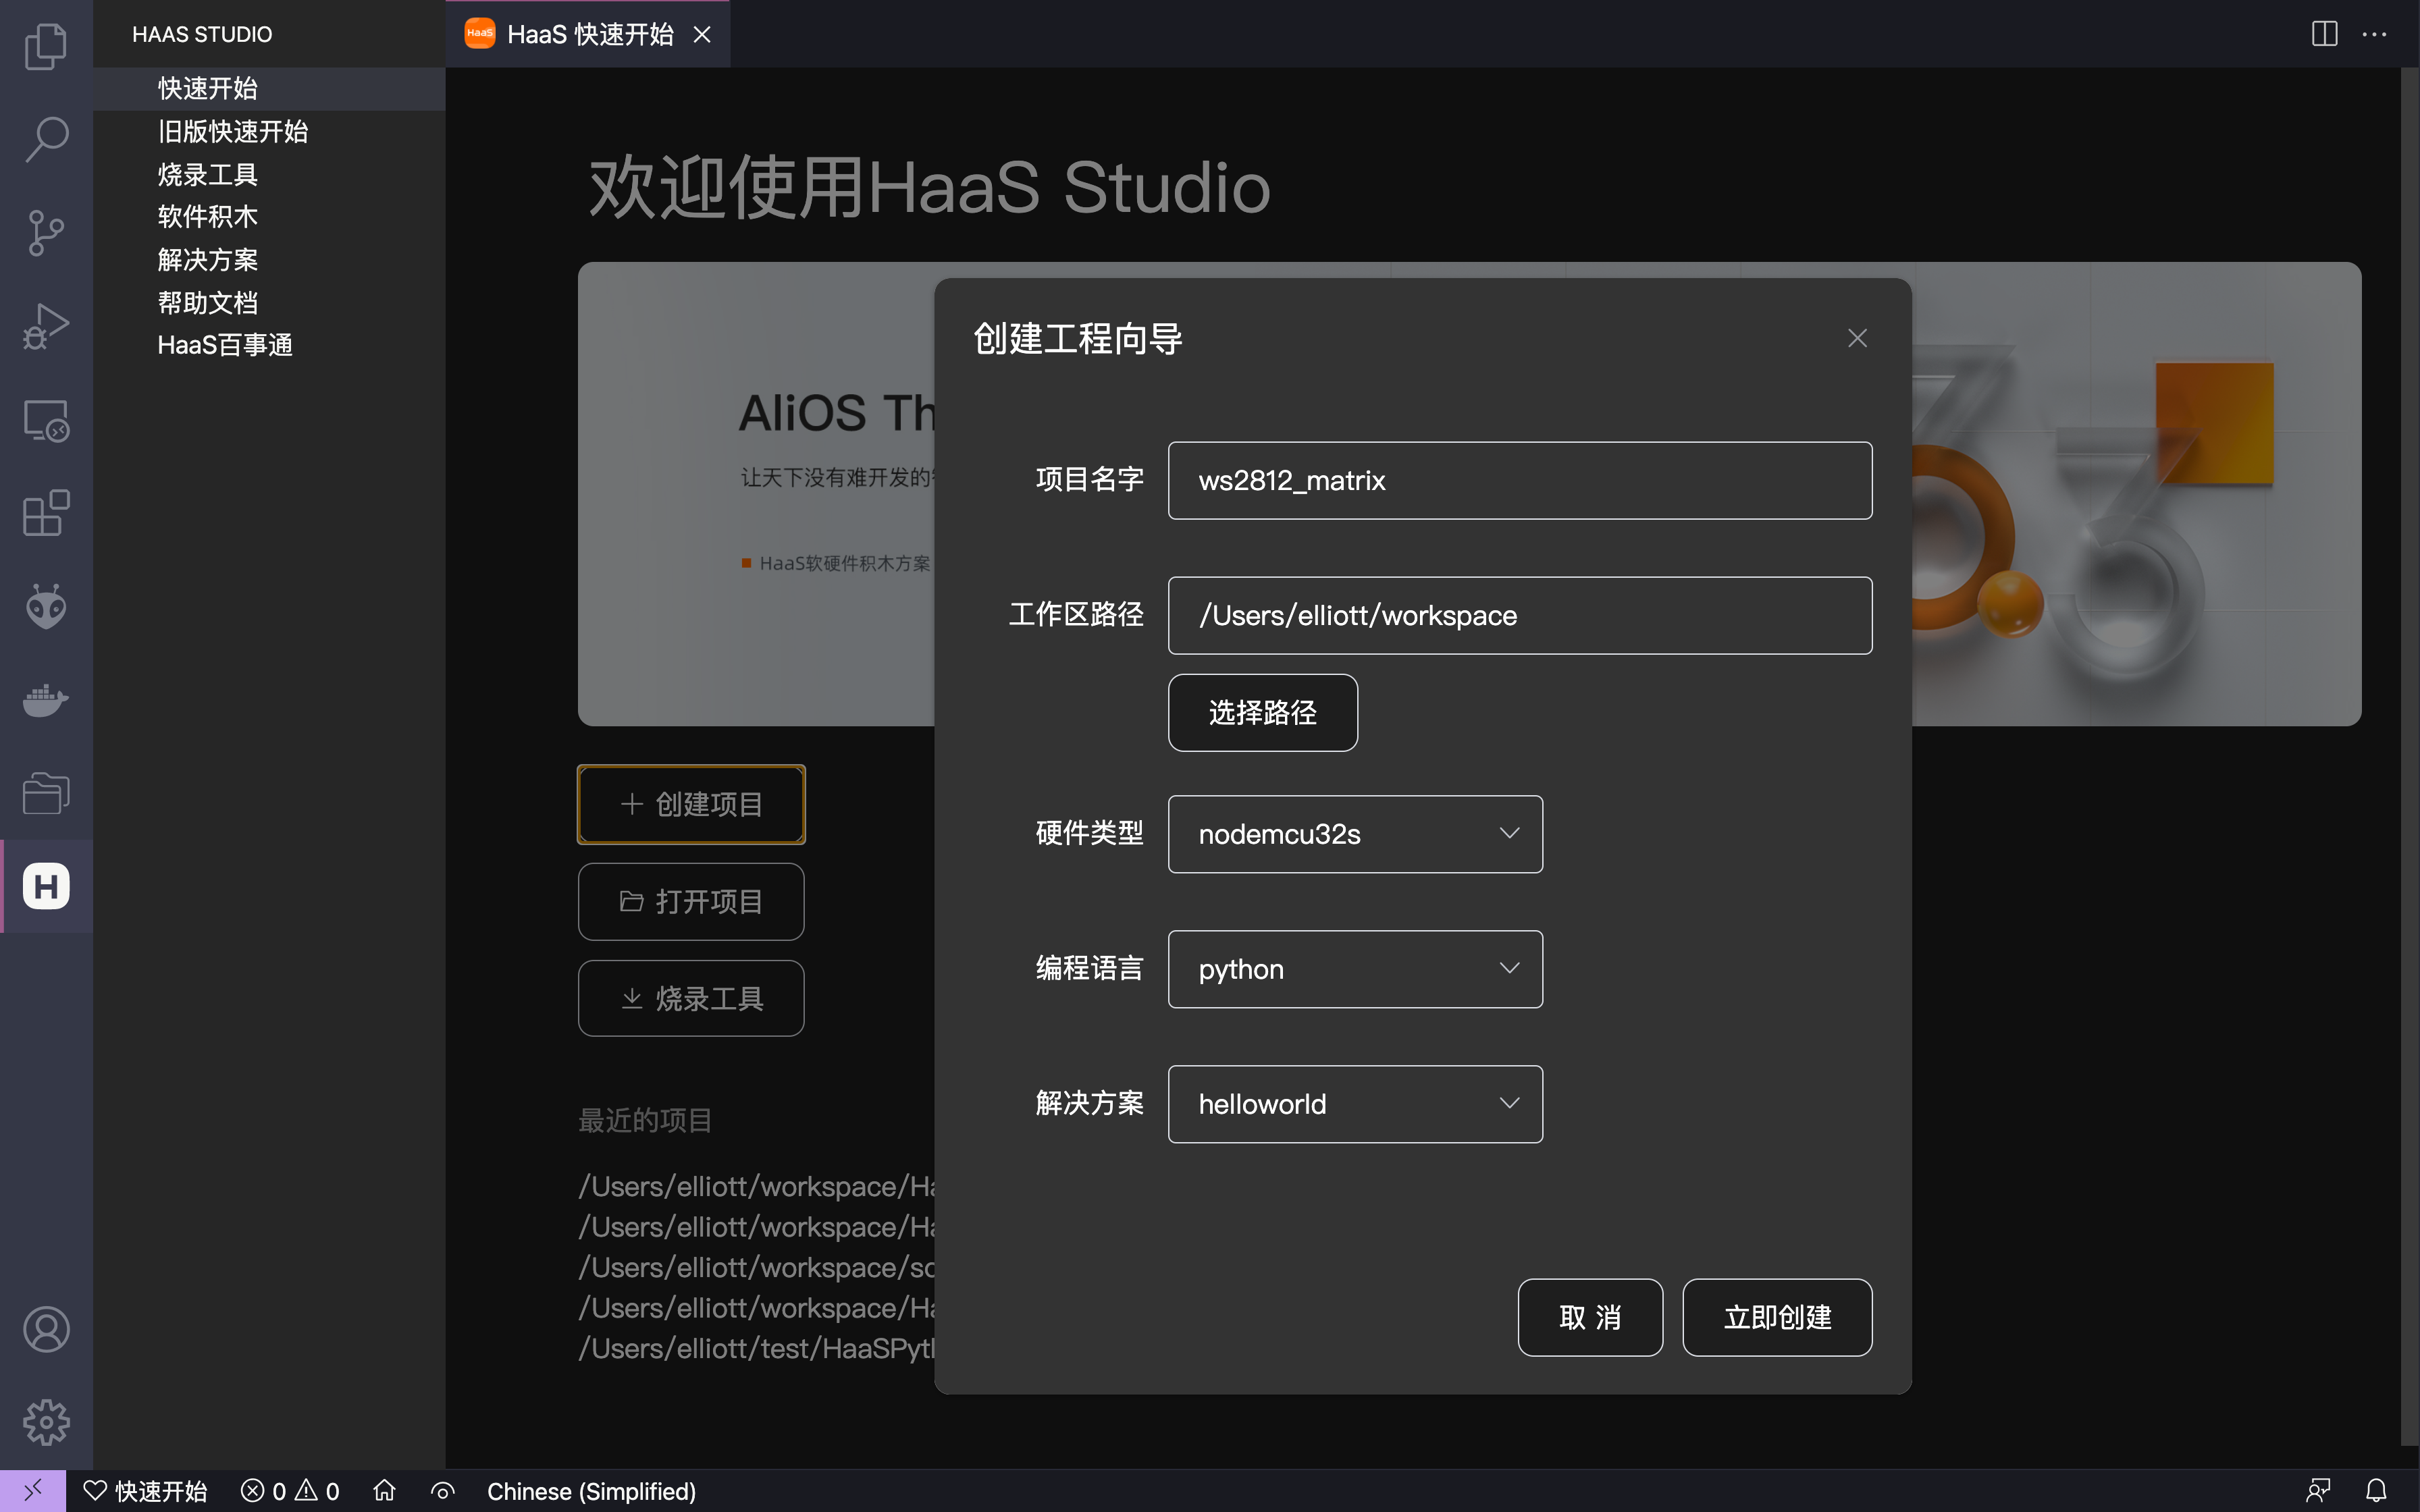 HAAS STUDIO
快速开始
旧版快速开始
烧录工具
软件积木
解决方案
帮助文档
HaaS百事通
HaaS HaaS 快速开始
欢迎使用HaaS Studio
AliOS Th
让天下没有难开发的
HaaS软硬件积木方案
创建项目
打开项目
烧录工具
最近的项目
/Users/elliott/workspace/Ha
/Users/elliott/workspace/Ha
/Users/elliott/workspace/sc
/Users/elliott/workspace/Ha
/Users/elliott/test/HaaSPyt
创建工程向导
项目名字 ws2812_matrix
工作区路径 /Users/elliott/workspace
选择路径
硬件类型 nodemcu32s
编程语言 python
解决方案 helloworld
取 消 立即创建
H
快速开始 0 0 Chinese (Simplified)